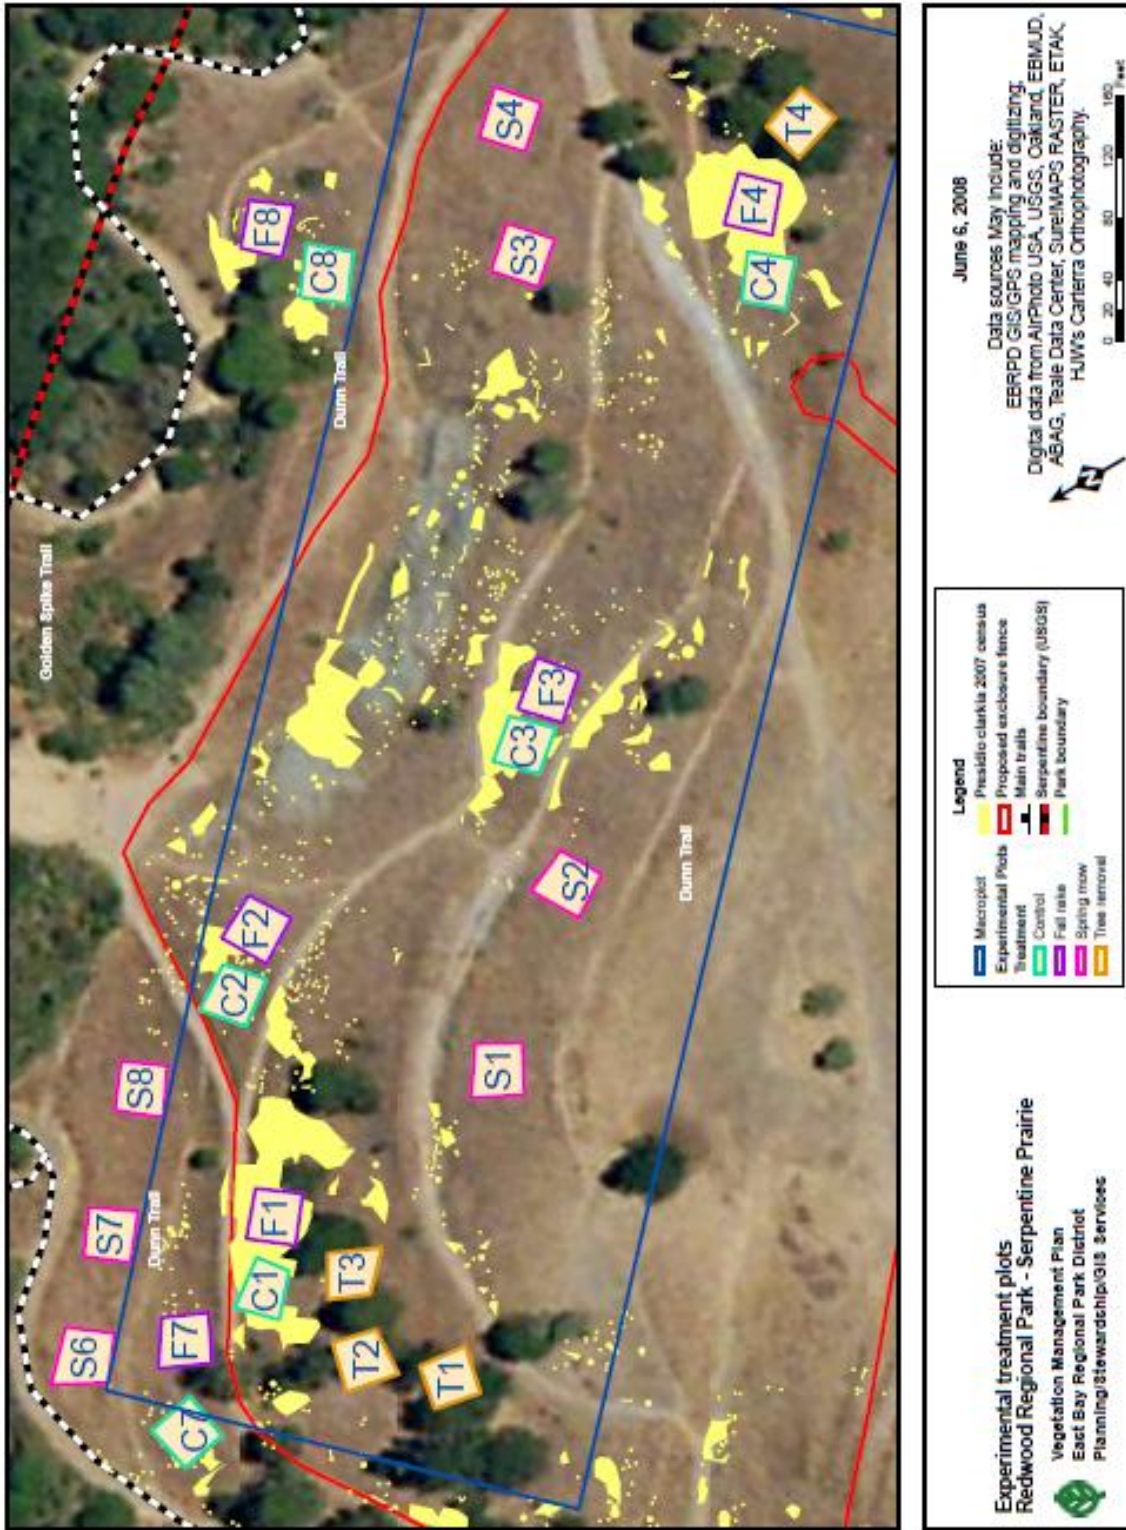 Golden Spike Trail
Dunn Trail
Dunn Trail
Dunn Trail
S6
S7
S8
C7
F7
C1
F1
C2
F2
T1
T2
T3
S1
S2
C3
F3
S3
S4
C8
F8
C4
F4
T4
Experimental treatment plots
Redwood Regional Park - Serpentine Prairie
Vegetation Management Plan
East Bay Regional Park District
Planning/Stewardship/GIS Services
Legend
Macroplot
Experimental Plots
Treatment
Control
Fall rake
Spring mow
Tree removal
Presidio clarkia 2007 census
Proposed exclosure fence
Main trails
Serpentine boundary (USGS)
Park boundary
N
June 6, 2008
Data sources May Include:
EBRPD GIS/GPS mapping and digitizing;
Digital data from AirPhoto USA, USGS, Oakland, EBMUD,
ABAG, Teale Data Center, Sure!MAPS RASTER, ETAK,
HJW's Carterra Orthophotography.
0 20 40 80 120 160
Feet